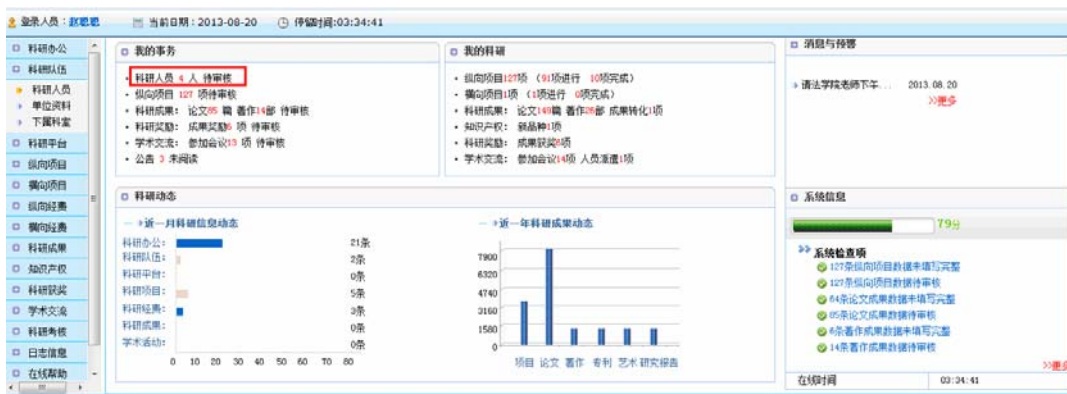 登录人员：赵聪聪 当前日期：2013-08-20 停留时间:03:34:41
科研办公
科研队伍
科研人员
单位资料
下属科室
科研平台
纵向项目
横向项目
纵向经费
横向经费
科研成果
知识产权
科研获奖
学术交流
科研考核
日志信息
在线帮助
我的事务
科研人员 4 人 待审核
纵向项目 127 项待审核
科研成果： 论文85 篇 著作14部 待审核
科研奖励： 成果奖励6 项 待审核
学术交流： 参加会议13 项 待审核
公告 3 未阅读
我的科研
纵向项目127项 （91项进行 10项完成）
横向项目1项 （1项进行 0项完成）
科研成果： 论文149篇 著作26部 成果转化1项
知识产权： 新品种1项
科研奖励： 成果获奖8项
学术交流： 参加会议14项 人员派遣1项
消息与预警
请法学院老师下午... 2013.08.20
>>更多
科研动态
近一月科研信息动态
科研办公： 21条
科研队伍： 2条
科研平台： 0条
科研项目： 5条
科研经费： 3条
科研成果： 0条
学术活动： 0条
0 10 20 30 40 50 60 70 80
近一年科研成果动态
7900
6320
4740
3160
1580
0
项目 论文 著作 专利 艺术 研究报告
系统信息
79分
系统检查项
127条纵向项目数据未填写完整
127条纵向项目数据待审核
64条论文成果数据未填写完整
85条论文成果数据待审核
6条著作成果数据未填写完整
14条著作成果数据待审核
>>更多
在线时间 03:34:41